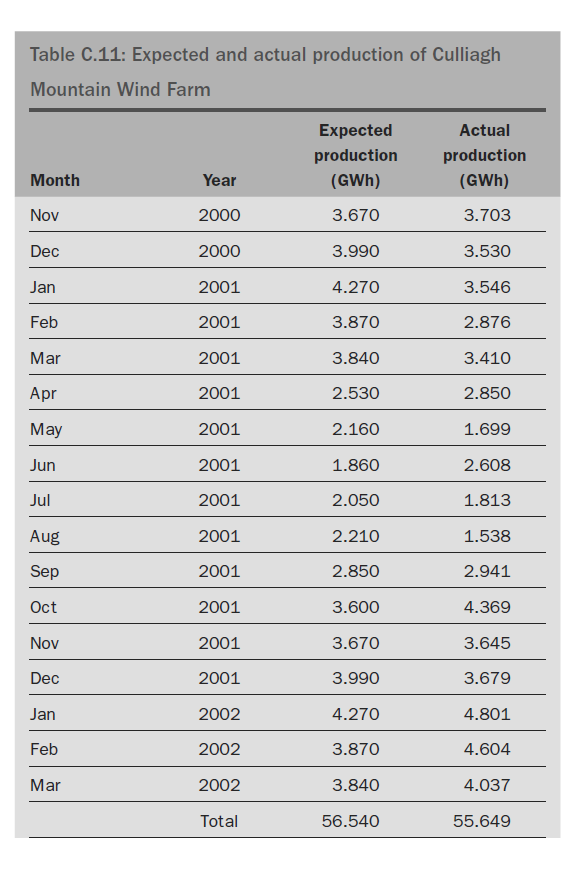 Table C.11: Expected and actual production of Culliagh
Mountain Wind Farm
Expected Actual
production production
Month Year (GWh) (GWh)
Nov 2000 3.670 3.703
Dec 2000 3.990 3.530
Jan 2001 4.270 3.546
Feb 2001 3.870 2.876
Mar 2001 3.840 3.410
Apr 2001 2.530 2.850
May 2001 2.160 1.699
Jun 2001 1.860 2.608
Jul 2001 2.050 1.813
Aug 2001 2.210 1.538
Sep 2001 2.850 2.941
Oct 2001 3.600 4.369
Nov 2001 3.670 3.645
Dec 2001 3.990 3.679
Jan 2002 4.270 4.801
Feb 2002 3.870 4.604
Mar 2002 3.840 4.037
Total 56.540 55.649